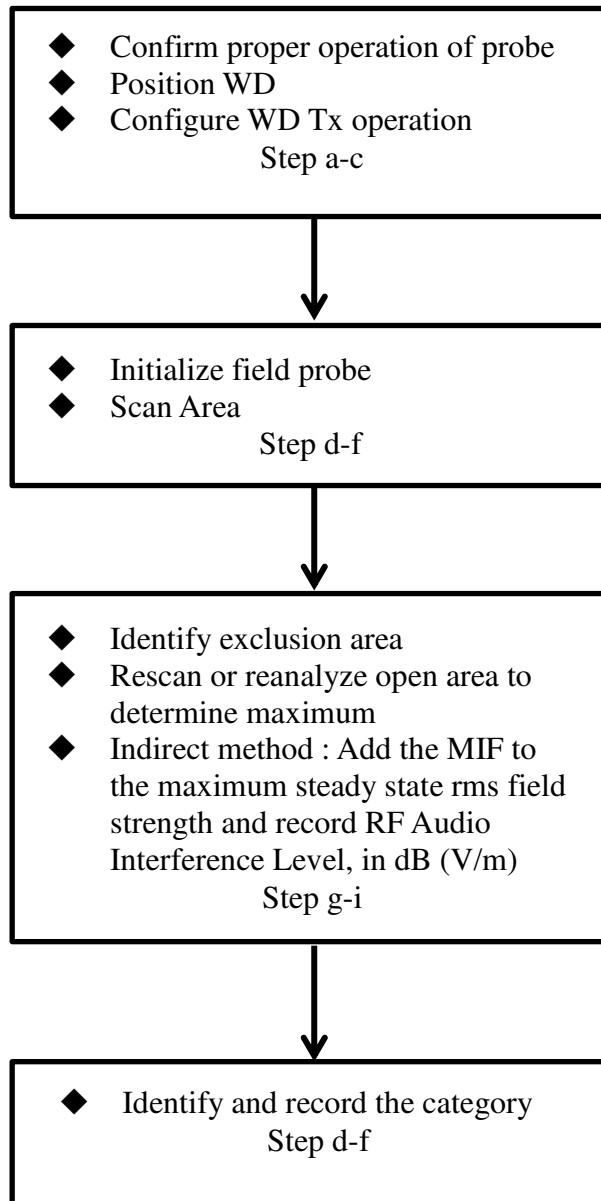 ◆ Confirm proper operation of probe
◆ Position WD
◆ Configure WD Tx operation
Step a-c
◆ Initialize field probe
◆ Scan Area
Step d-f
◆ Identify exclusion area
◆ Rescan or reanalyze open area to
determine maximum
◆ Indirect method : Add the MIF to
the maximum steady state rms field
strength and record RF Audio
Interference Level, in dB (V/m)
Step g-i
◆ Identify and record the category
Step d-f